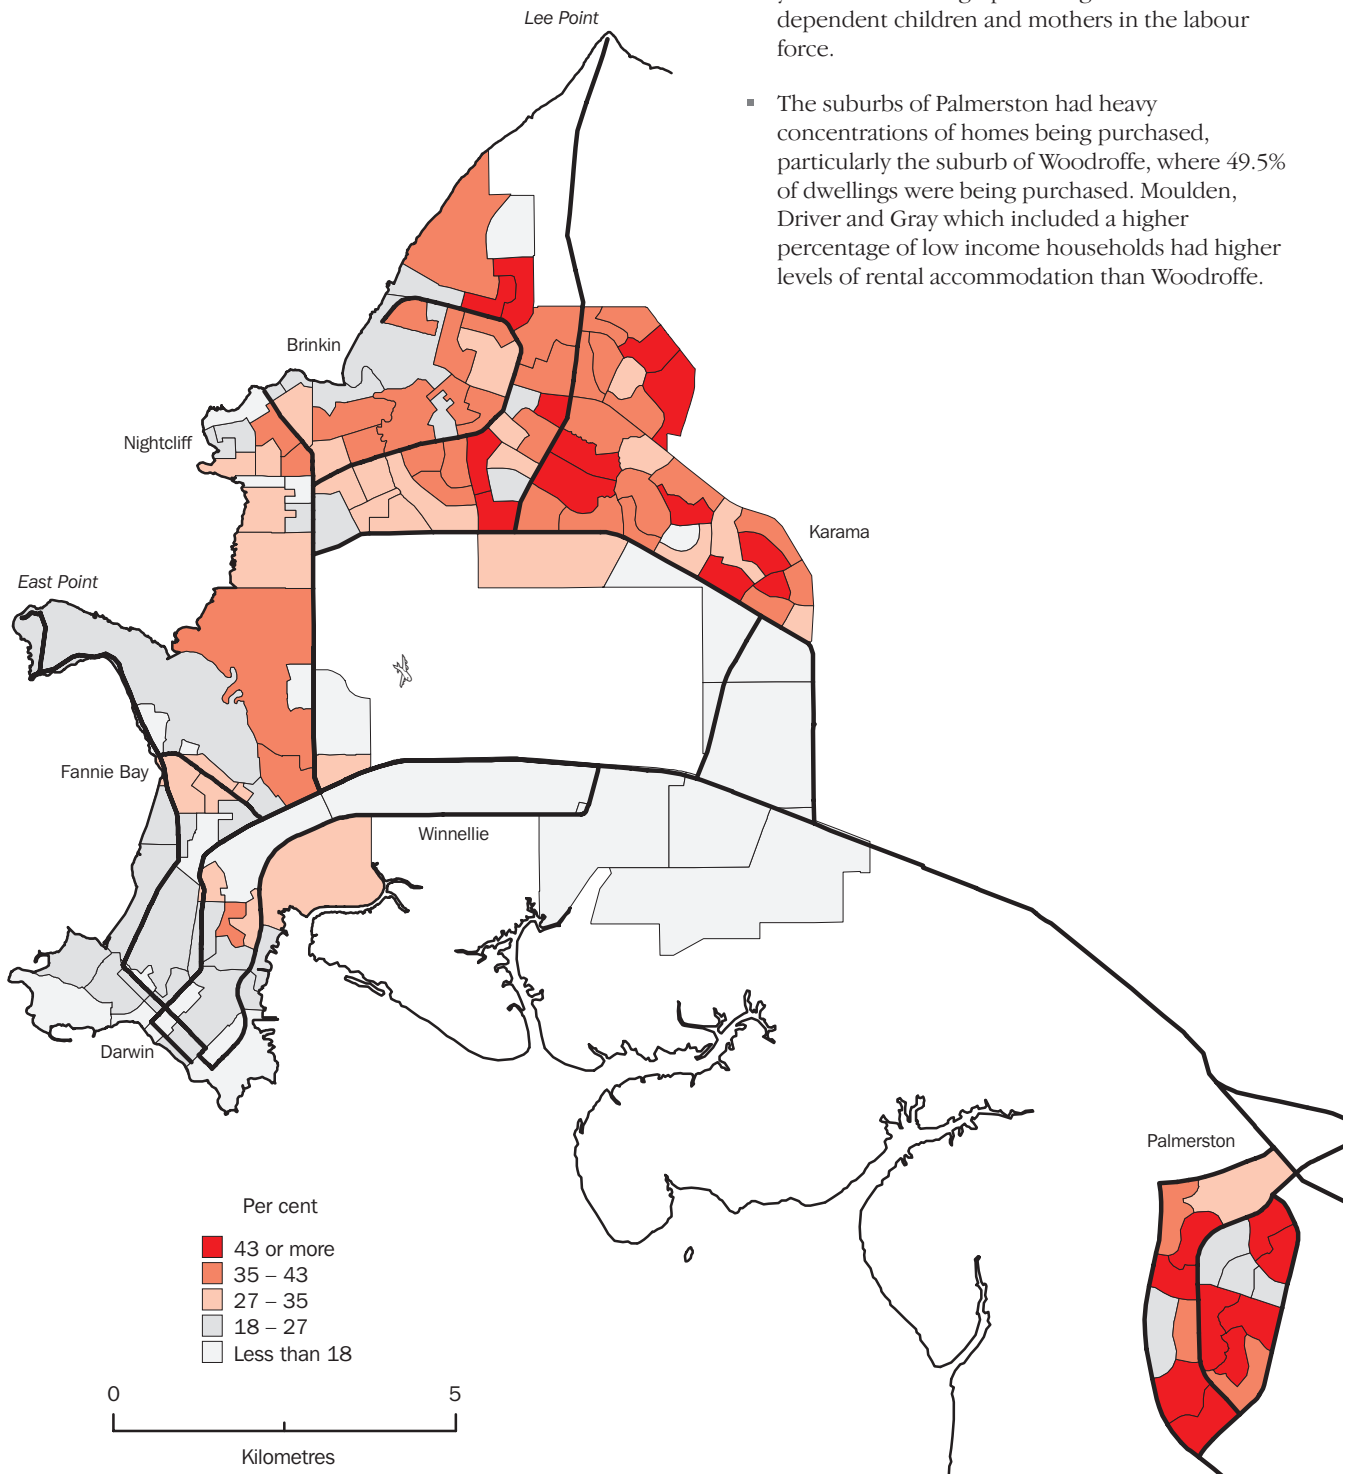 Lee Point
dependent children and mothers in the labour
force.
▪ The suburbs of Palmerston had heavy
concentrations of homes being purchased,
particularly the suburb of Woodroffe, where 49.5%
of dwellings were being purchased. Moulden,
Driver and Gray which included a higher
percentage of low income households had higher
levels of rental accommodation than Woodroffe.
Brinkin
Nightcliff
Karama
East Point
Fannie Bay
Winnellie
Darwin
Palmerston
Per cent
43 or more
35 – 43
27 – 35
18 – 27
Less than 18
0 5
Kilometres